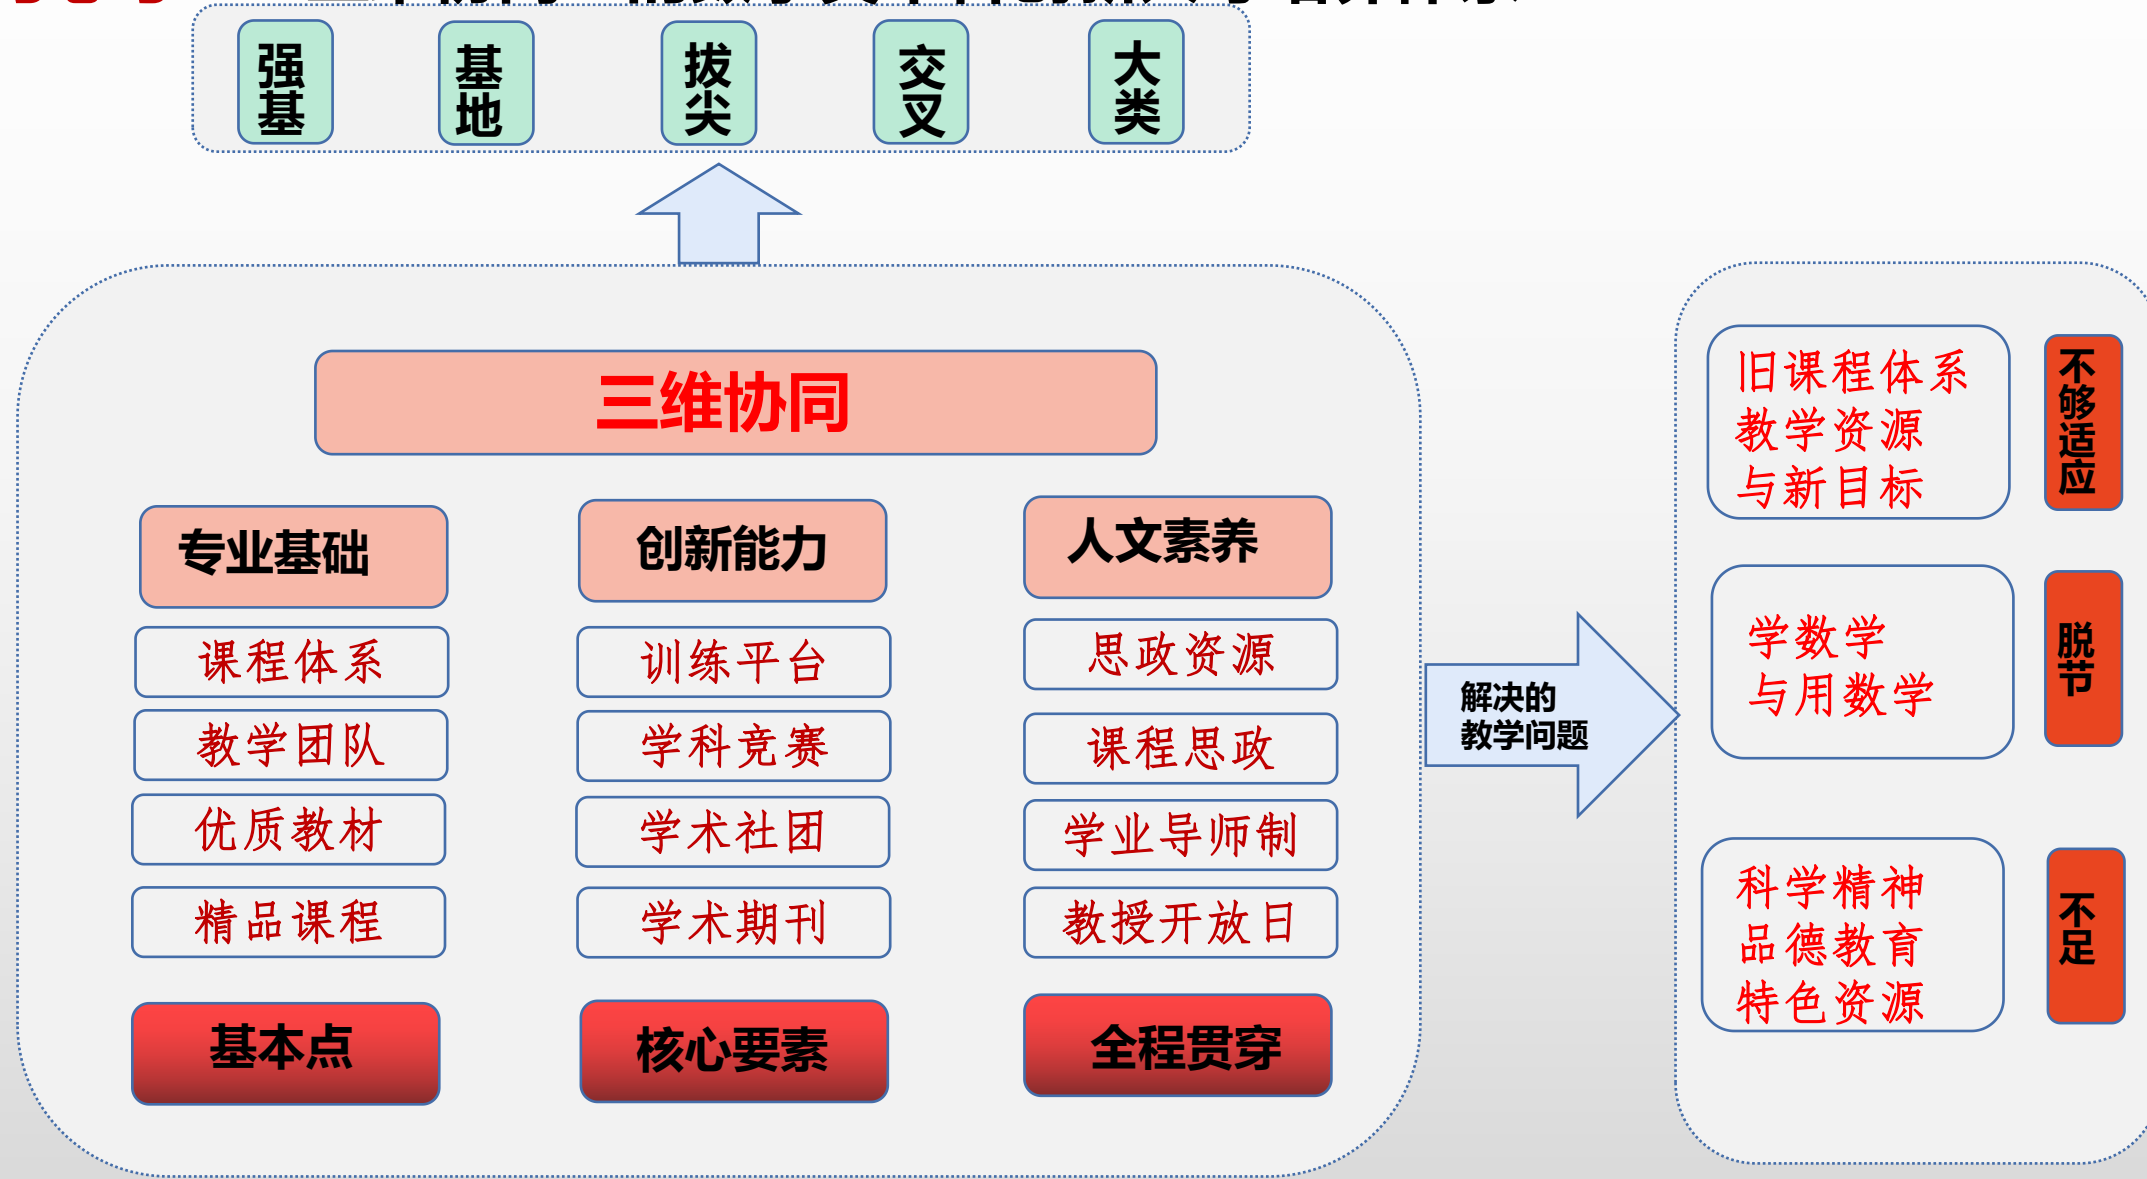 强基
基地
拔尖
交叉
大类
三维协同
专业基础
课程体系
教学团队
优质教材
精品课程
基本点
创新能力
训练平台
学科竞赛
学术社团
学术期刊
核心要素
人文素养
思政资源
课程思政
学业导师制
教授开放日
全程贯穿
解决的
教学问题
旧课程体系
教学资源
与新目标
不够适应
学数学
与用数学
脱节
科学精神
品德教育
特色资源
不足